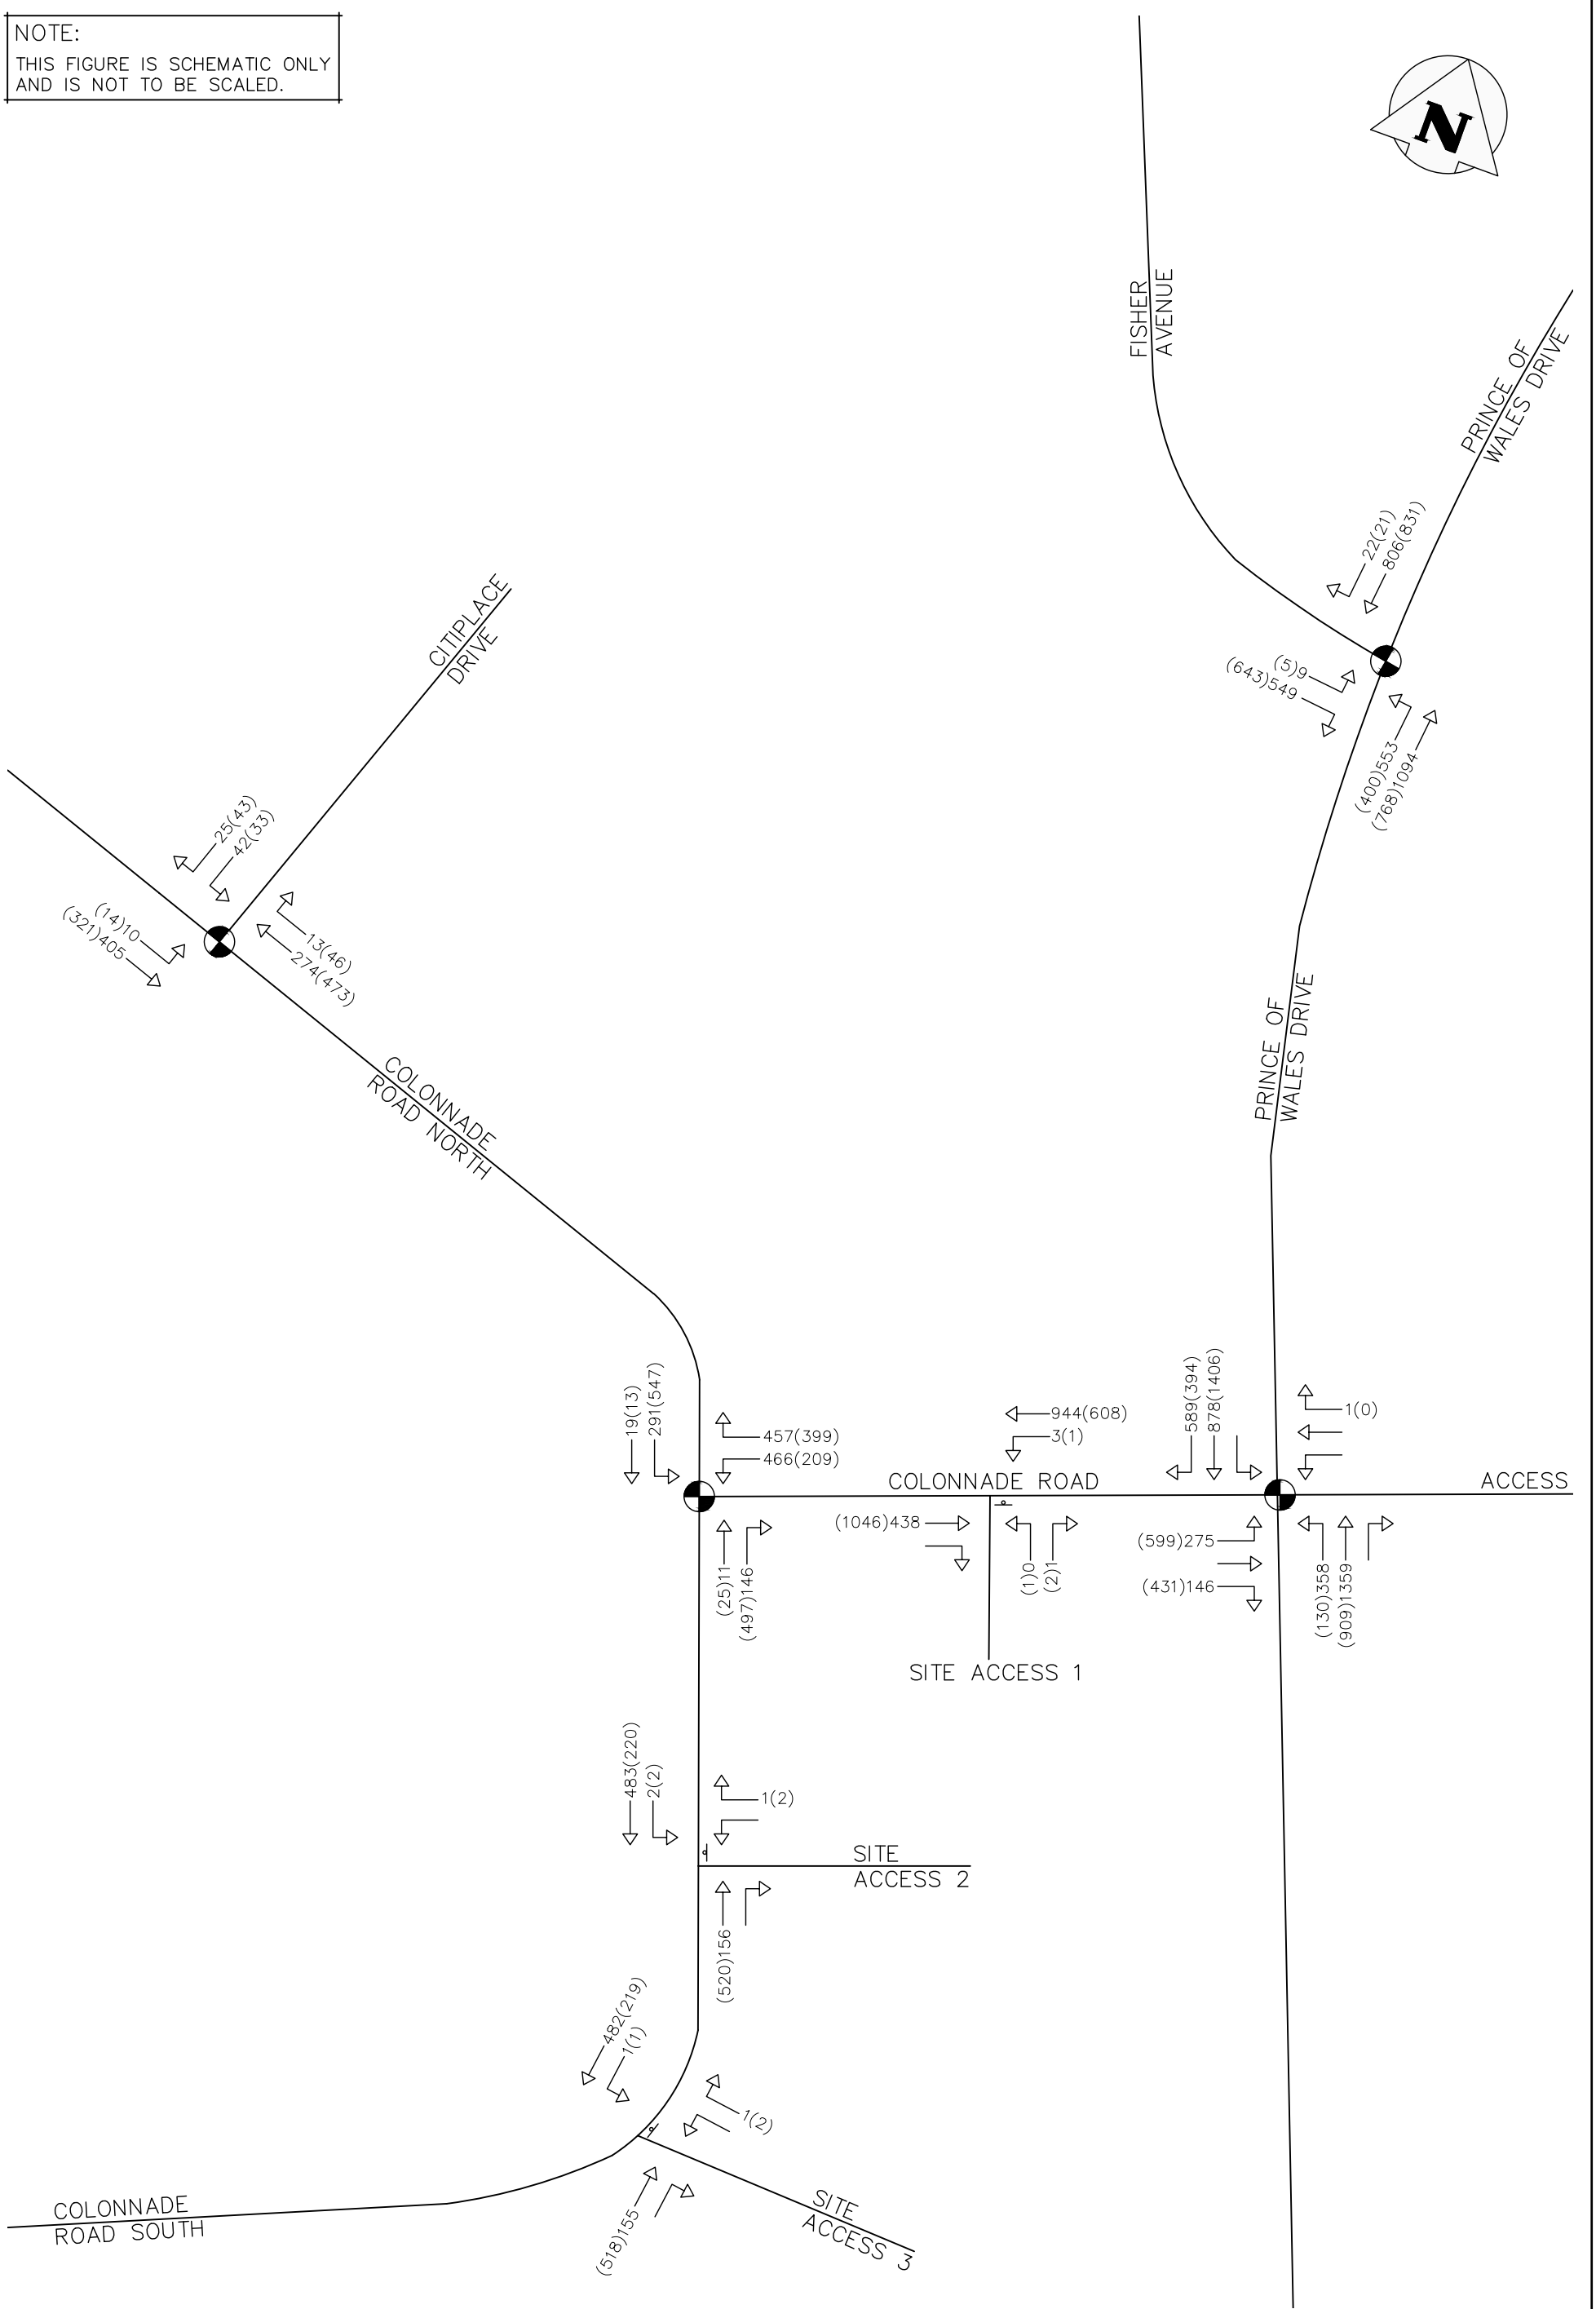 NOTE:
THIS FIGURE IS SCHEMATIC ONLY
AND IS NOT TO BE SCALED.
N
FISHER
AVENUE
PRINCE OF
WALES DRIVE
22(21)
806(831)
(5)9
(643)549
(400)553
(768)1094
CITIPLACE
DRIVE
25(43)
42(33)
(14)10
(321)405
13(46)
274(473)
COLONNADE
ROAD NORTH
PRINCE OF
WALES DRIVE
19(13)
291(547)
457(399)
466(209)
(25)11
(497)146
944(608)
3(1)
COLONNADE ROAD
(1046)438
(1)0
(2)1
SITE ACCESS 1
589(394)
878(1406)
1(0)
ACCESS
(599)275
(431)146
(130)358
(909)1359
483(220)
2(2)
1(2)
SITE
ACCESS 2
(520)156
482(219)
1(1)
1(2)
(518)155
SITE
ACCESS 3
COLONNADE
ROAD SOUTH